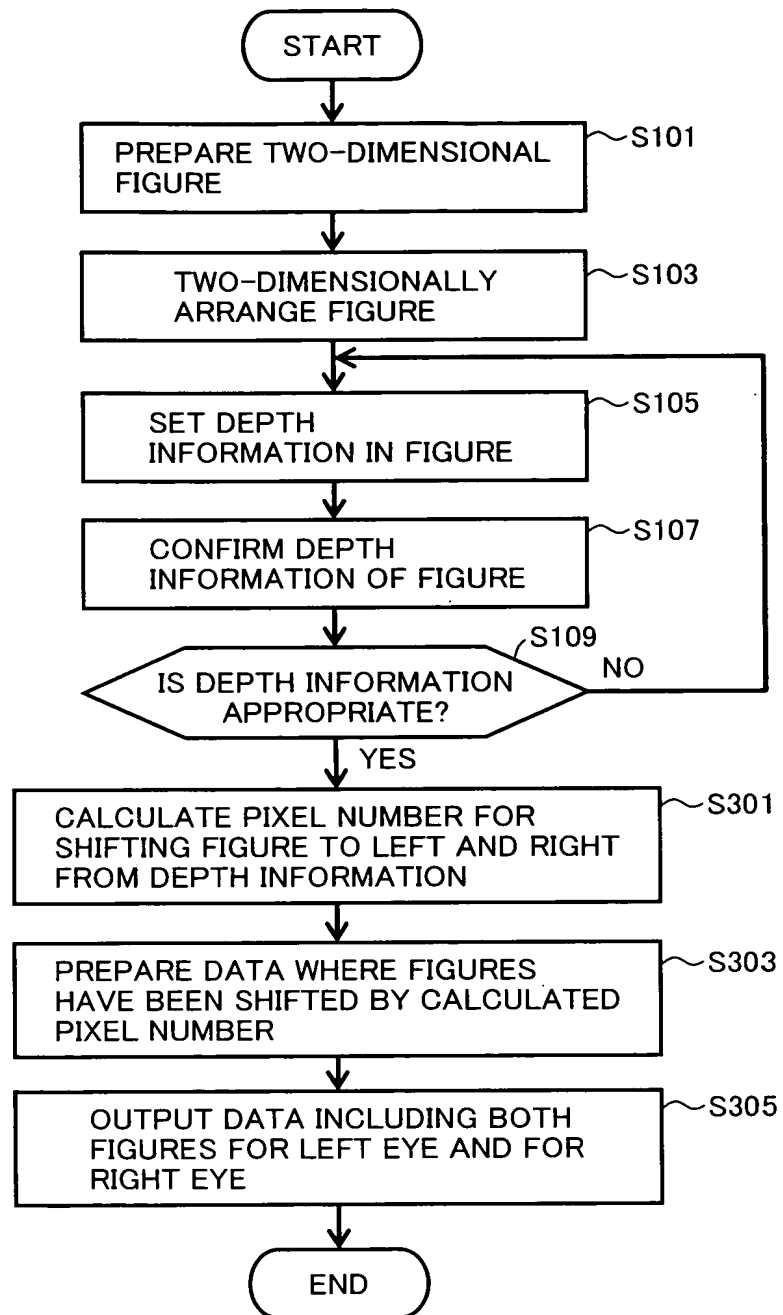 START
S101
PREPARE TWO-DIMENSIONAL
FIGURE
S103
TWO-DIMENSIONALLY
ARRANGE FIGURE
S105
SET DEPTH
INFORMATION IN FIGURE
S107
CONFIRM DEPTH
INFORMATION OF FIGURE
S109
IS DEPTH INFORMATION
APPROPRIATE?
NO
YES
S301
CALCULATE PIXEL NUMBER FOR
SHIFTING FIGURE TO LEFT AND RIGHT
FROM DEPTH INFORMATION
S303
PREPARE DATA WHERE FIGURES
HAVE BEEN SHIFTED BY CALCULATED
PIXEL NUMBER
S305
OUTPUT DATA INCLUDING BOTH
FIGURES FOR LEFT EYE AND FOR
RIGHT EYE
END